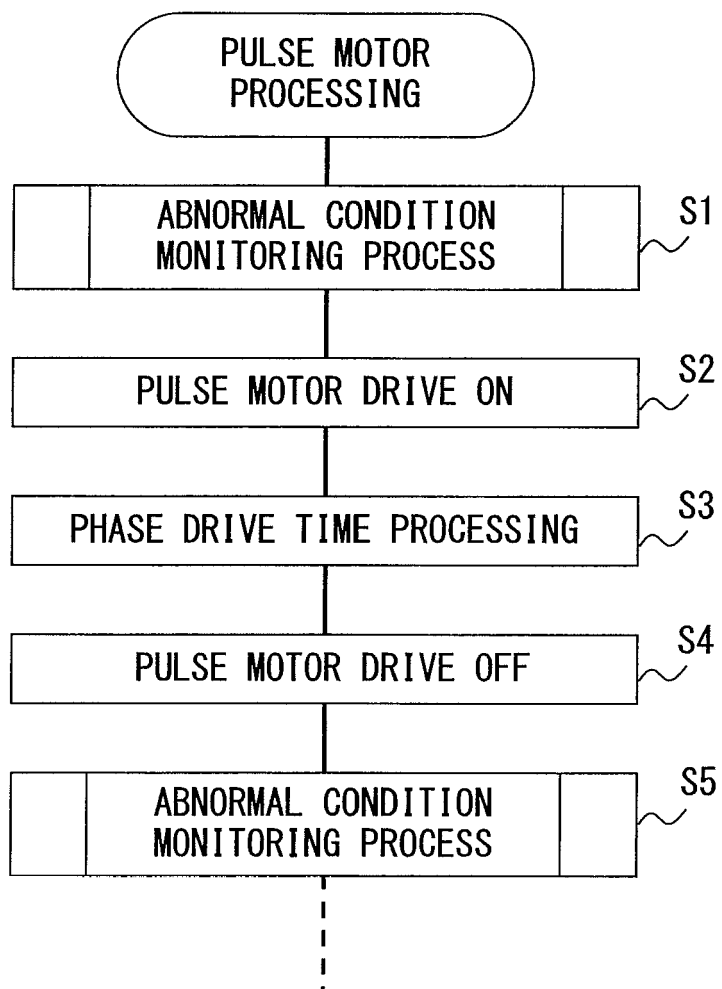 PULSE MOTOR
PROCESSING
ABNORMAL CONDITION
MONITORING PROCESS
S1
PULSE MOTOR DRIVE ON
S2
PHASE DRIVE TIME PROCESSING
S3
PULSE MOTOR DRIVE OFF
S4
ABNORMAL CONDITION
MONITORING PROCESS
S5